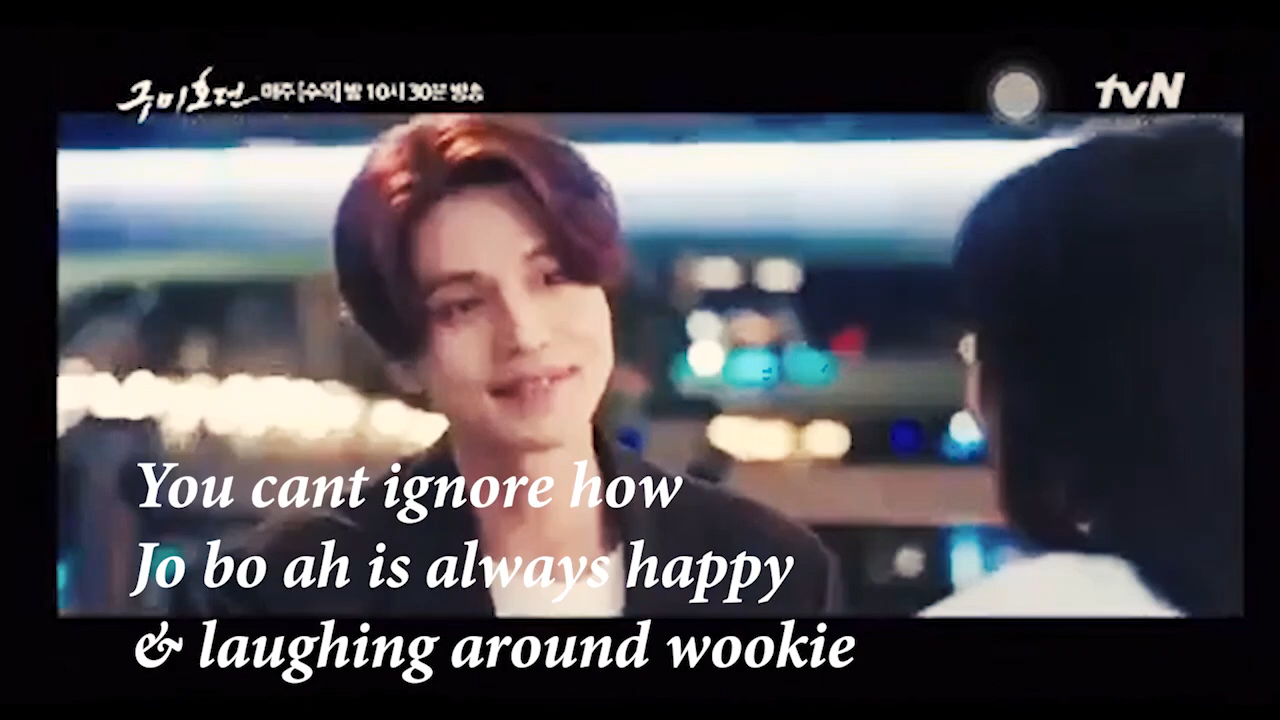 구미호뎐 매주 [수목] 밤 10시 30분 방송
tvN
You cant ignore how
Jo bo ah is always happy
& laughing around wookie